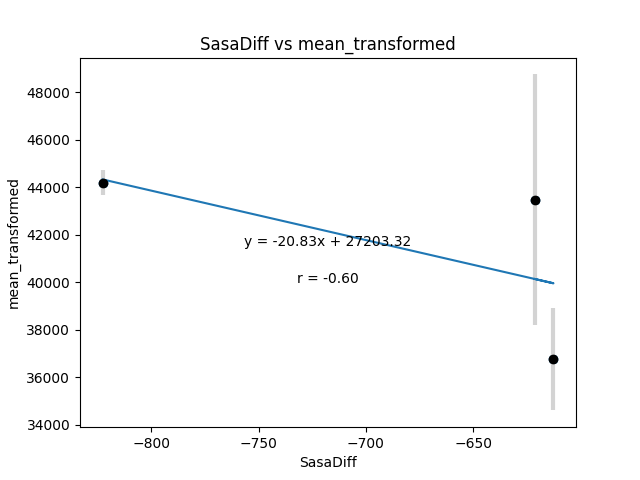 SasaDiff vs mean_transformed
48000
46000
44000
42000
40000
38000
36000
34000
mean_transformed
y = -20.83x + 27203.32
r = -0.60
−800
−750
−700
−650
SasaDiff